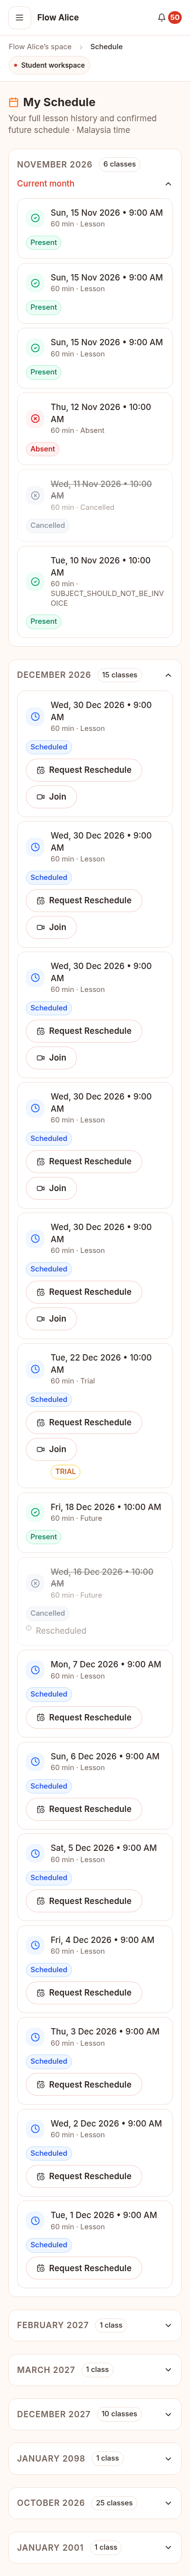 Flow Alice
50
Flow Alice's space
Schedule
Student workspace
My Schedule
Your full lesson history and confirmed
future schedule · Malaysia time
NOVEMBER 2026
6 classes
Current month
Sun, 15 Nov 2026 • 9:00 AM
60 min · Lesson
Present
Sun, 15 Nov 2026 • 9:00 AM
60 min · Lesson
Present
Sun, 15 Nov 2026 • 9:00 AM
60 min · Lesson
Present
Thu, 12 Nov 2026 • 10:00
AM
60 min · Absent
Absent
Wed, 11 Nov 2026 • 10:00
AM
60 min · Cancelled
Cancelled
Tue, 10 Nov 2026 • 10:00
AM
60 min ·
SUBJECT_SHOULD_NOT_BE_INV
OICE
Present
DECEMBER 2026
15 classes
Wed, 30 Dec 2026 • 9:00
AM
60 min · Lesson
Scheduled
Request Reschedule
Join
Wed, 30 Dec 2026 • 9:00
AM
60 min · Lesson
Scheduled
Request Reschedule
Join
Wed, 30 Dec 2026 • 9:00
AM
60 min · Lesson
Scheduled
Request Reschedule
Join
Wed, 30 Dec 2026 • 9:00
AM
60 min · Lesson
Scheduled
Request Reschedule
Join
Wed, 30 Dec 2026 • 9:00
AM
60 min · Lesson
Scheduled
Request Reschedule
Join
Tue, 22 Dec 2026 • 10:00
AM
60 min · Trial
Scheduled
Request Reschedule
Join
TRIAL
Fri, 18 Dec 2026 • 10:00 AM
60 min · Future
Present
Wed, 16 Dec 2026 • 10:00
AM
60 min · Future
Cancelled
Rescheduled
Mon, 7 Dec 2026 • 9:00 AM
60 min · Lesson
Scheduled
Request Reschedule
Sun, 6 Dec 2026 • 9:00 AM
60 min · Lesson
Scheduled
Request Reschedule
Sat, 5 Dec 2026 • 9:00 AM
60 min · Lesson
Scheduled
Request Reschedule
Fri, 4 Dec 2026 • 9:00 AM
60 min · Lesson
Scheduled
Request Reschedule
Thu, 3 Dec 2026 • 9:00 AM
60 min · Lesson
Scheduled
Request Reschedule
Wed, 2 Dec 2026 • 9:00 AM
60 min · Lesson
Scheduled
Request Reschedule
Tue, 1 Dec 2026 • 9:00 AM
60 min · Lesson
Scheduled
Request Reschedule
FEBRUARY 2027
1 class
MARCH 2027
1 class
DECEMBER 2027
10 classes
JANUARY 2098
1 class
OCTOBER 2026
25 classes
JANUARY 2001
1 class